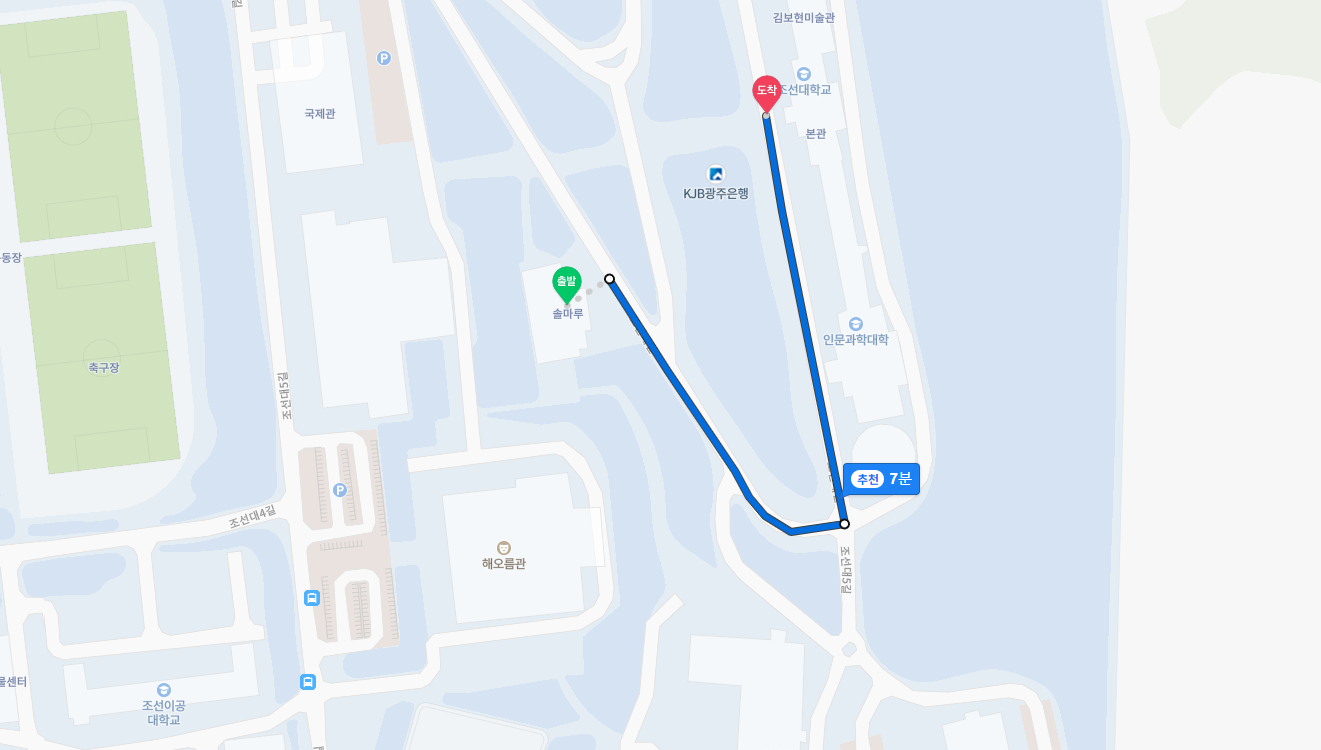 김보현미술관
P
도착
조선대학교
국제관
본관
KJB광주은행
동장
출발
솔마루
인문과학대학
축구장
조선대5길
추천 7분
P
조선대4길
해오름관
조선대5길
물센터
조선이공
대학교